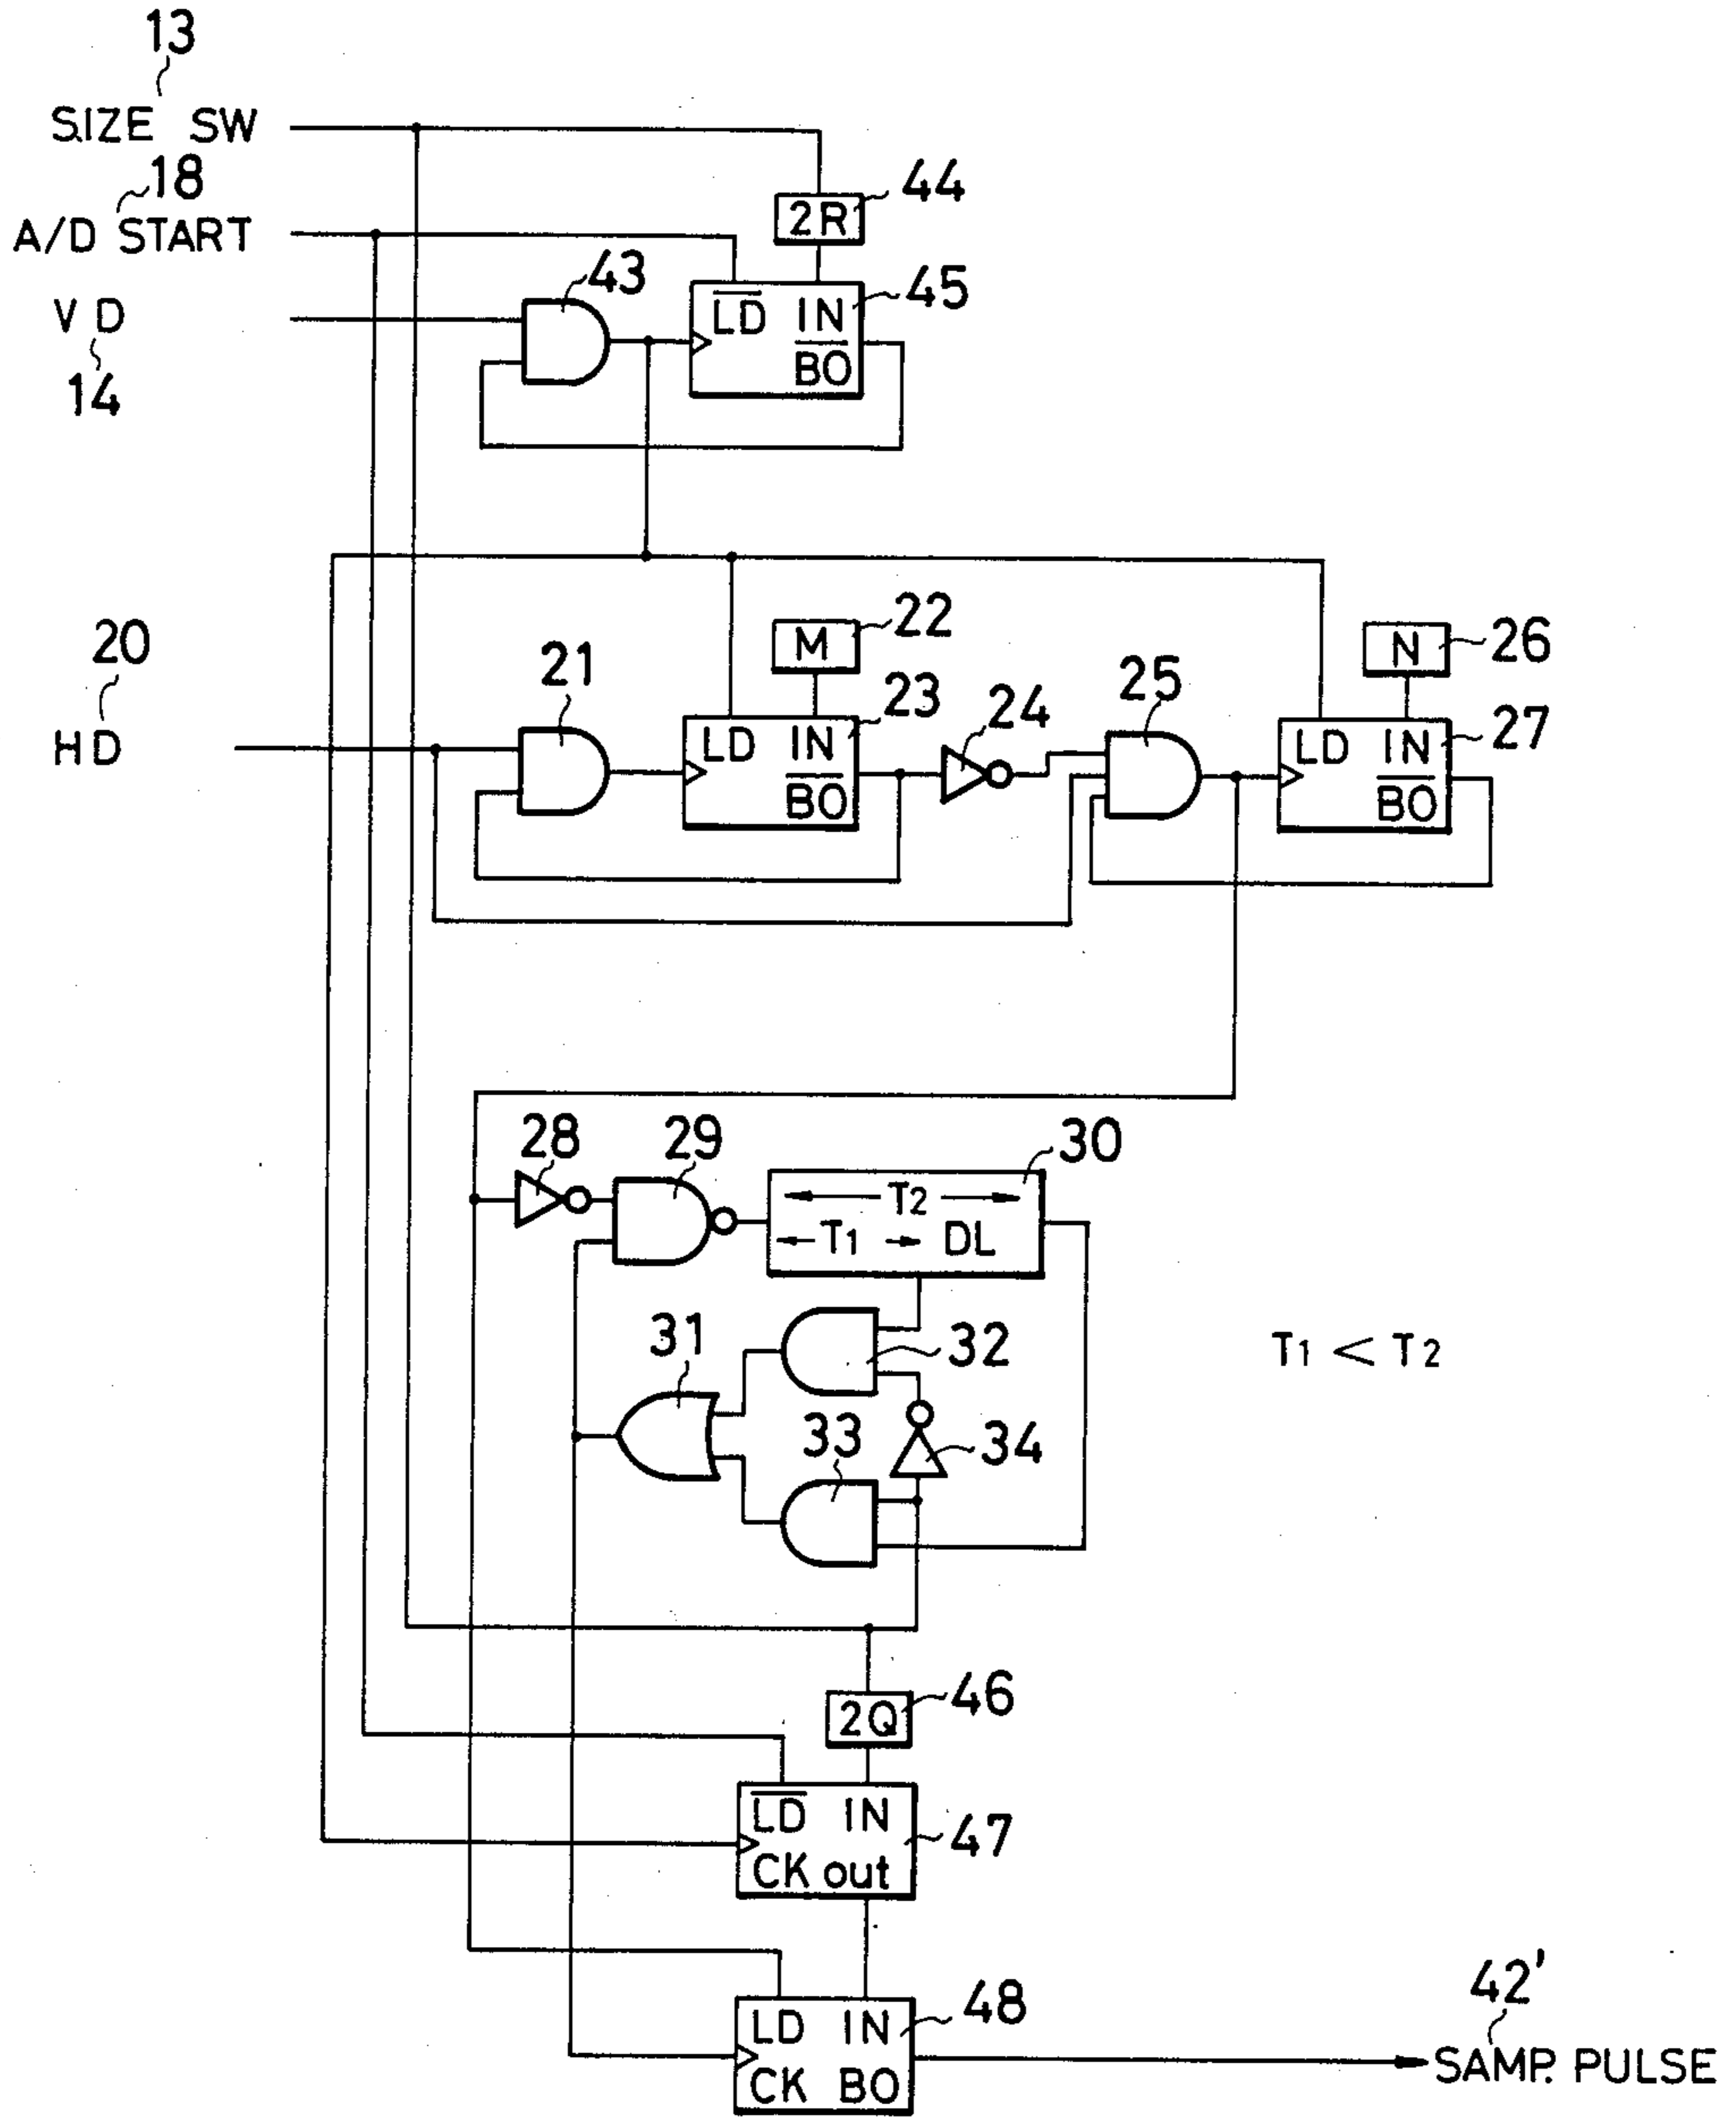 13
SIZE SW
18
A/D START
VD
14
44
2R
43
45
LD IN
BO
20
HD
21
22
M
23
LD IN
BO
24
25
26
N
27
LD IN
BO
28
29
30
T2
T1 DL
31
32
T1 < T2
33
34
46
2Q
47
LD IN
CK out
48
LD IN
CK BO
42'
SAMP. PULSE